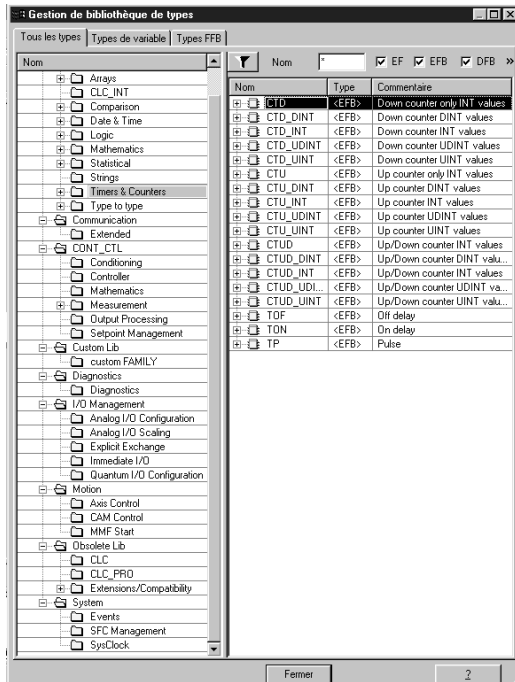 Gestion de bibliothèque de types
Tous les types Types de variable Types FFB
Nom
Arrays
CLC_INT
Comparison
Date & Time
Logic
Mathematics
Statistical
Strings
Timers & Counters
Type to type
Communication
Extended
CONT_CTL
Conditioning
Controller
Mathematics
Measurement
Output Processing
Setpoint Management
Custom Lib
custom FAMILY
Diagnostics
Diagnostics
I/O Management
Analog I/O Configuration
Analog I/O Scaling
Explicit Exchange
Immediate I/O
Quantum I/O Configuration
Motion
Axis Control
CAM Control
MMF Start
Obsolete Lib
CLC
CLC_PRO
Extensions/Compatibility
System
Events
SFC Management
SysClock
Nom * EF EFB DFB »
Nom Type Commentaire
CTD <EFB> Down counter only INT values
CTD_DINT <EFB> Down counter DINT values
CTD_INT <EFB> Down counter INT values
CTD_UDINT <EFB> Down counter UDINT values
CTD_UINT <EFB> Down counter UINT values
CTU <EFB> Up counter only INT values
CTU_DINT <EFB> Up counter DINT values
CTU_INT <EFB> Up counter INT values
CTU_UDINT <EFB> Up counter UDINT values
CTU_UINT <EFB> Up counter UINT values
CTUD <EFB> Up/Down counter INT values
CTUD_DINT <EFB> Up/Down counter DINT valu...
CTUD_INT <EFB> Up/Down counter INT values
CTUD_UDI... <EFB> Up/Down counter UDINT va...
CTUD_UINT <EFB> Up/Down counter UINT valu...
TOF <EFB> Off delay
TON <EFB> On delay
TP <EFB> Pulse
Fermer ?